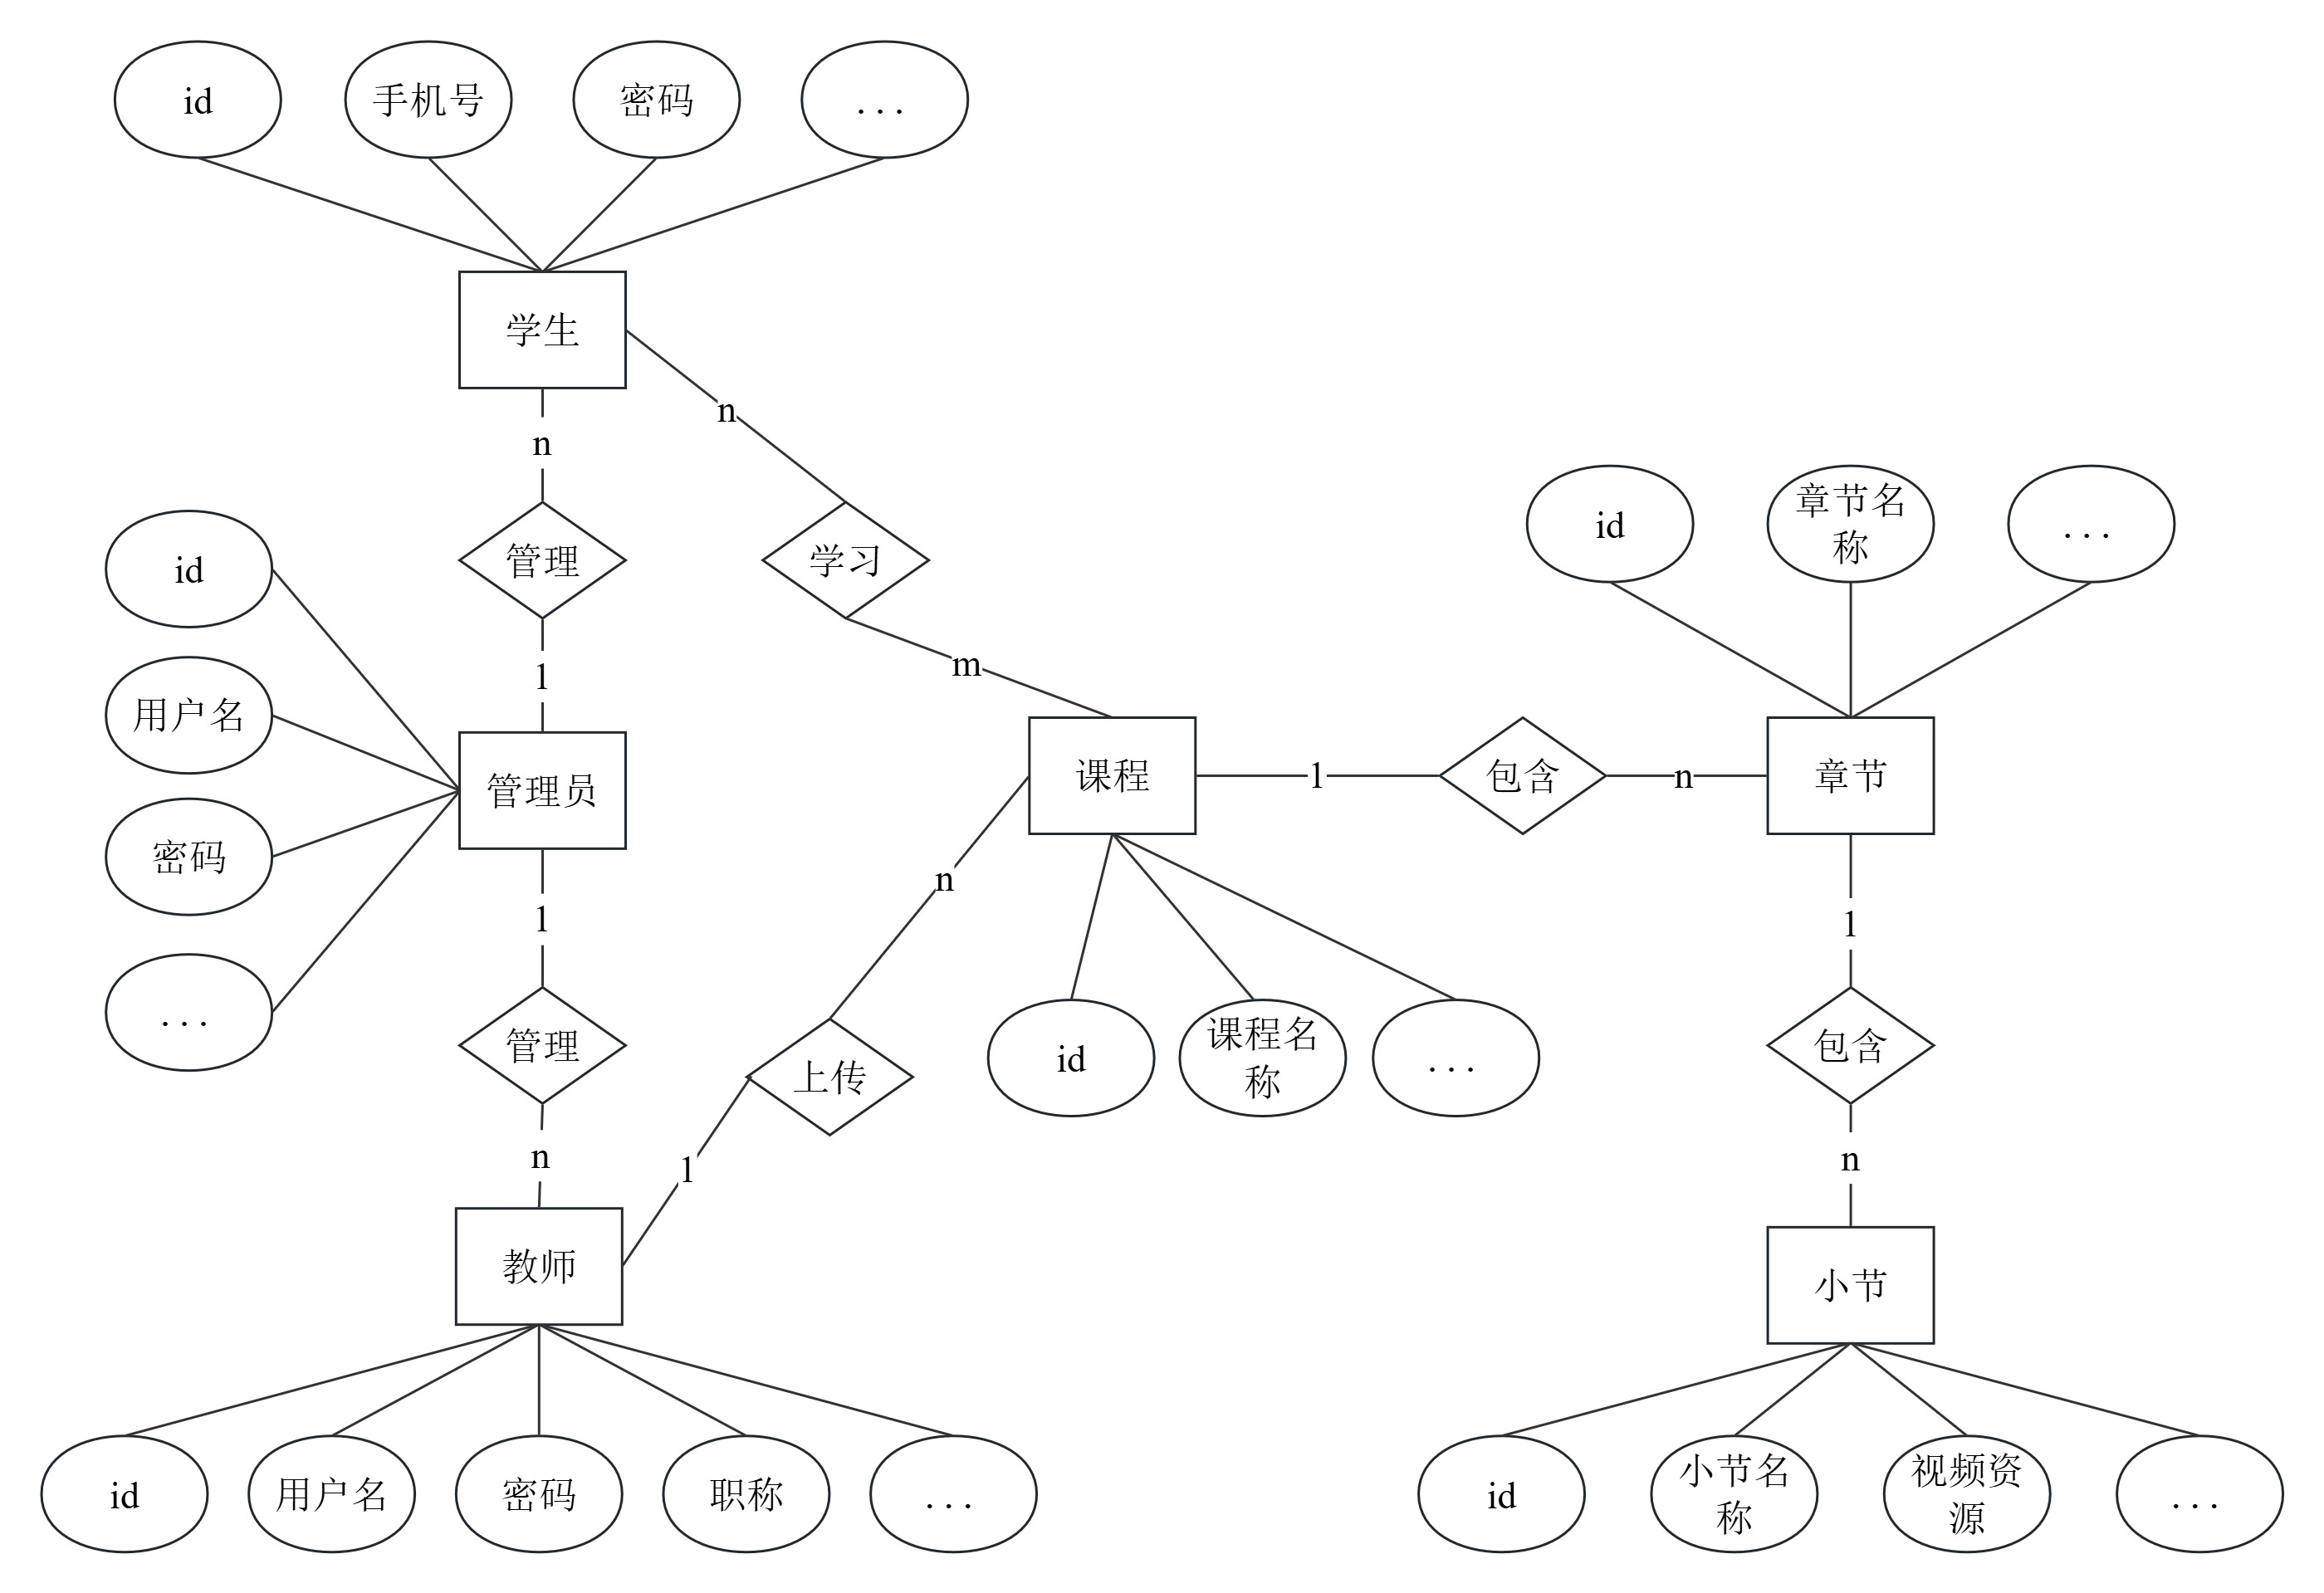 id
手机号
密码
...
学生
n
n
管理
学习
1
m
id
用户名
密码
...
管理员
1
管理
n
教师
1
上传
n
课程
1
包含
n
章节
id
章节名
称
...
id
课程名
称
...
1
包含
n
小节
id
用户名
密码
职称
...
id
小节名
称
视频资
源
...